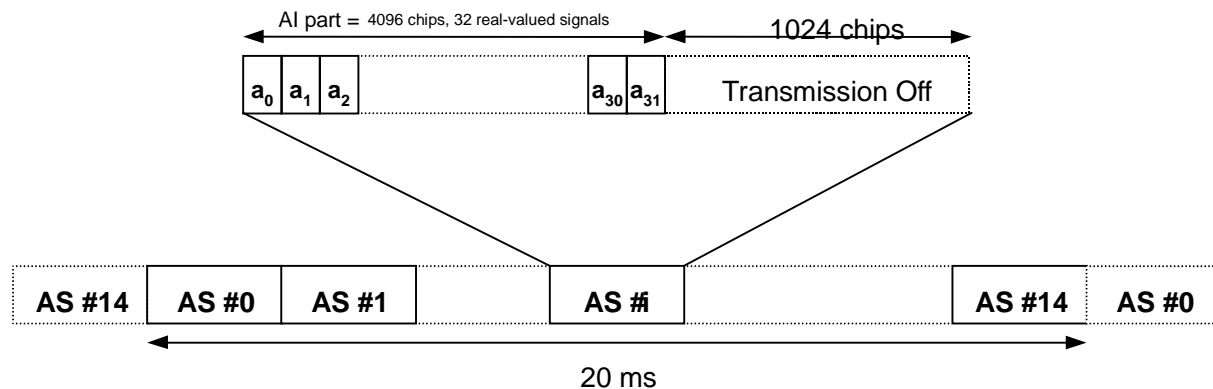 AI part = 4096 chips, 32 real-valued signals
1024 chips
a0 a1 a2 a30 a31 Transmission Off
AS #14 AS #0 AS #1 AS #i AS #14 AS #0
20 ms